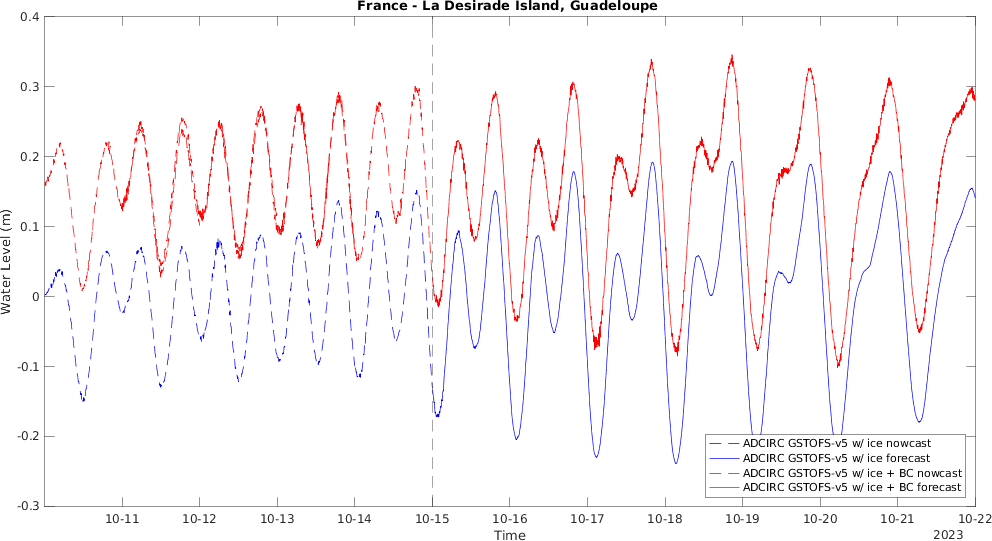 France - La Desirade Island, Guadeloupe
0.4
0.3
0.2
0.1
0
-0.1
-0.2
-0.3
Water Level (m)
ADCIRC GSTOFS-v5 w/ ice nowcast
ADCIRC GSTOFS-v5 w/ ice forecast
ADCIRC GSTOFS-v5 w/ ice + BC nowcast
ADCIRC GSTOFS-v5 w/ ice + BC forecast
10-11 10-12 10-13 10-14 10-15 10-16 10-17 10-18 10-19 10-20 10-21 10-22
Time
2023